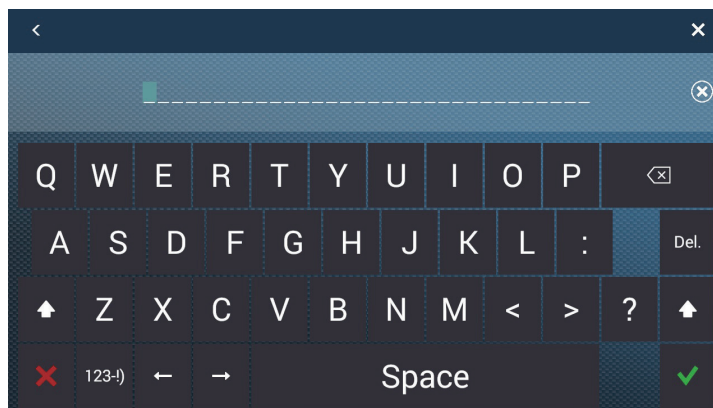 Q W E R T Y U I O P
A S D F G H J K L : Del.
Z X C V B N M < > ?
123-!) ← → Space